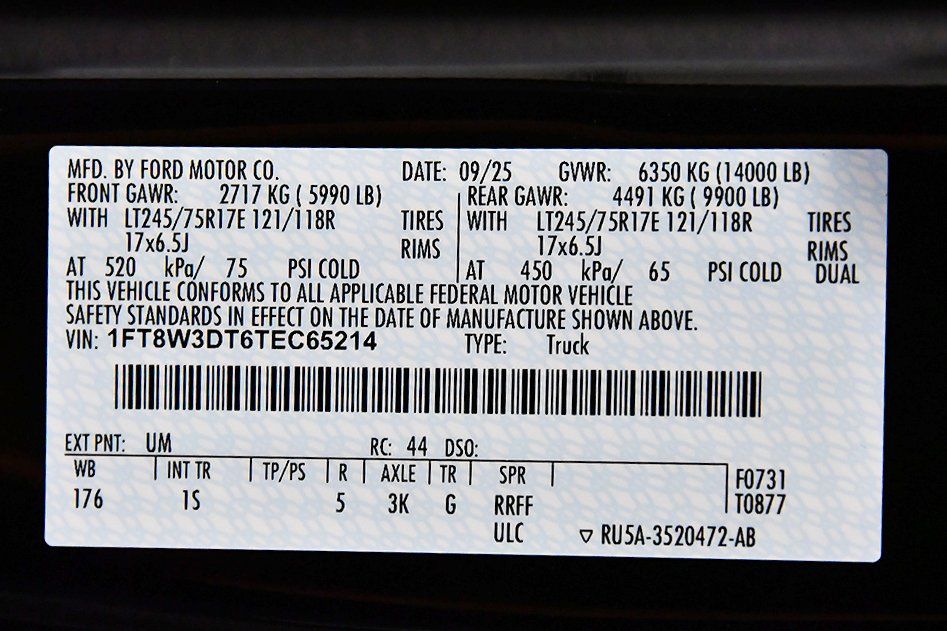 MFD. BY FORD MOTOR CO. DATE: 09/25 GVWR: 6350 KG (14000 LB)
FRONT GAWR: 2717 KG ( 5990 LB) REAR GAWR: 4491 KG ( 9900 LB)
WITH LT245/75R17E 121/118R TIRES WITH LT245/75R17E 121/118R TIRES
17x6.5J RIMS 17x6.5J RIMS
AT 520 kPa/ 75 PSI COLD AT 450 kPa/ 65 PSI COLD DUAL
THIS VEHICLE CONFORMS TO ALL APPLICABLE FEDERAL MOTOR VEHICLE
SAFETY STANDARDS IN EFFECT ON THE DATE OF MANUFACTURE SHOWN ABOVE.
VIN: 1FT8W3DT6TEC65214 TYPE: Truck
EXT PNT: UM RC: 44 DSO:
WB INT TR TP/PS R AXLE TR SPR F0731
176 1S 5 3K G RRFF T0877
ULC ▽ RU5A-3520472-AB